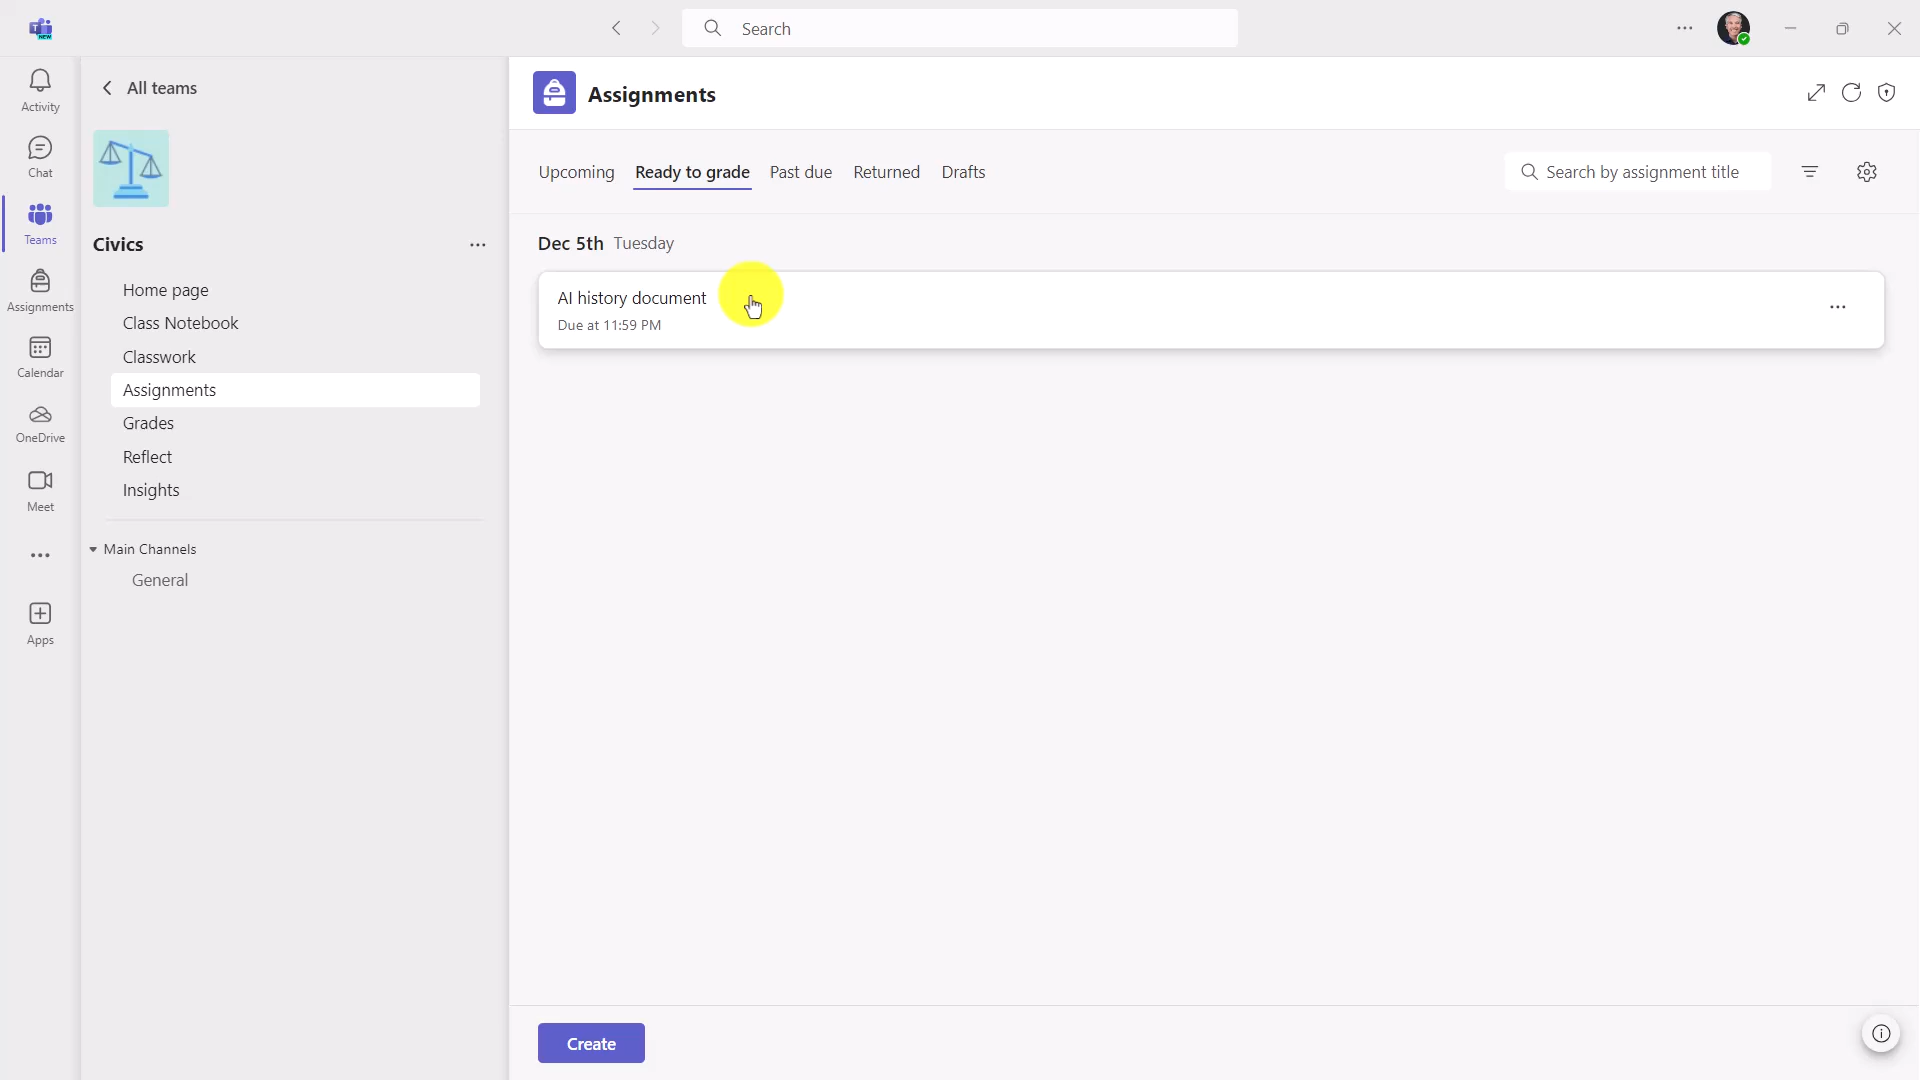 NEW
Search
Activity
Chat
Teams
Assignments
Calendar
OneDrive
Meet
Apps
All teams
Civics
Home page
Class Notebook
Classwork
Assignments
Grades
Reflect
Insights
Main Channels
General
Assignments
Upcoming Ready to grade Past due Returned Drafts
Search by assignment title
Dec 5th Tuesday
AI history document
Due at 11:59 PM
Create